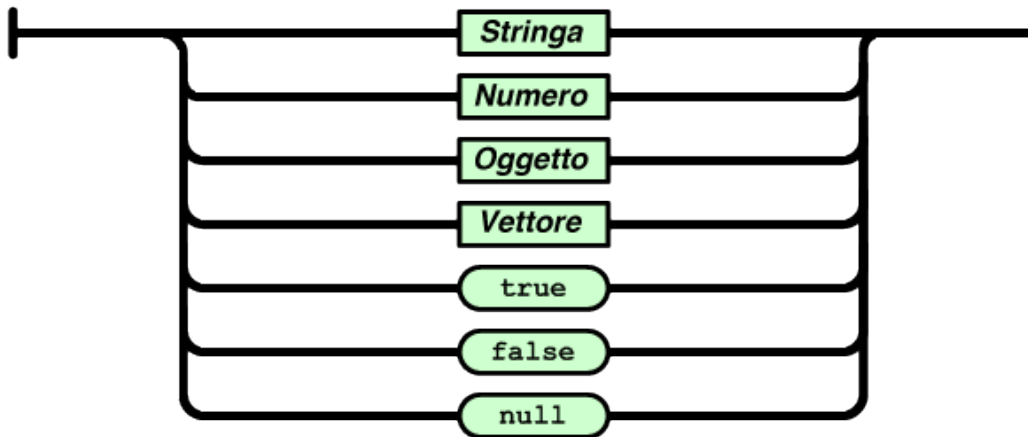 Stringa
Numero
Oggetto
Vettore
true
false
null